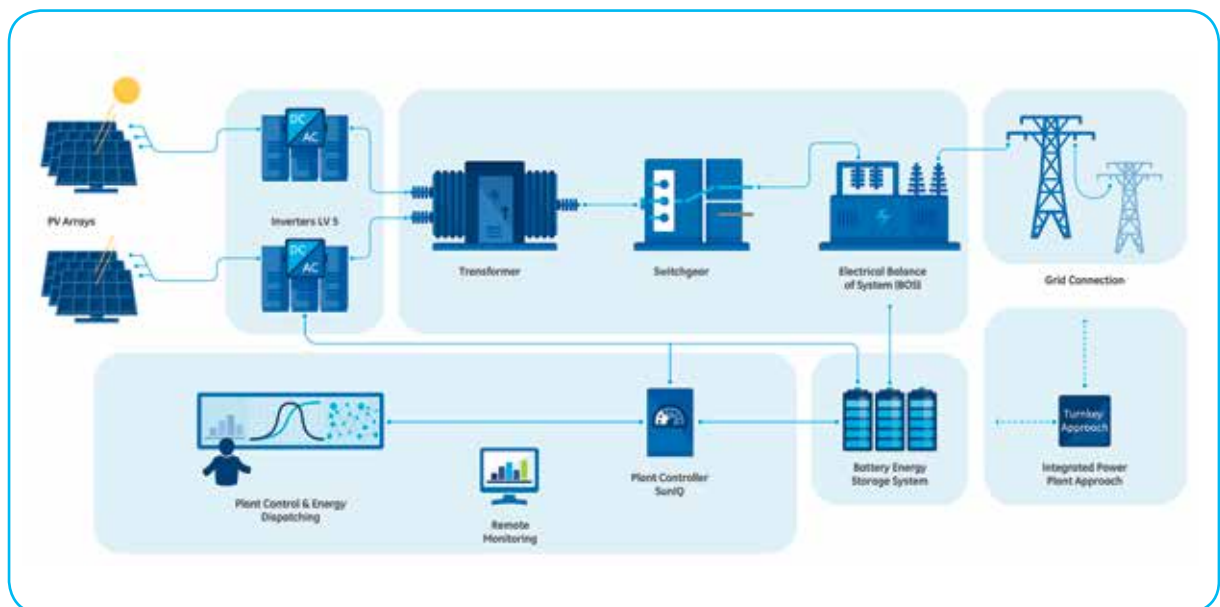 DC
AC
PV Arrays
Inverters LV 5
DC
AC
Transformer
Switchgear
Electrical Balance
of System (BOS)
Grid Connection
Plant Control & Energy
Dispatching
Remote
Monitoring
Plant Controller
SunIQ
Battery Energy
Storage System
Turnkey
Approach
Integrated Power
Plant Approach